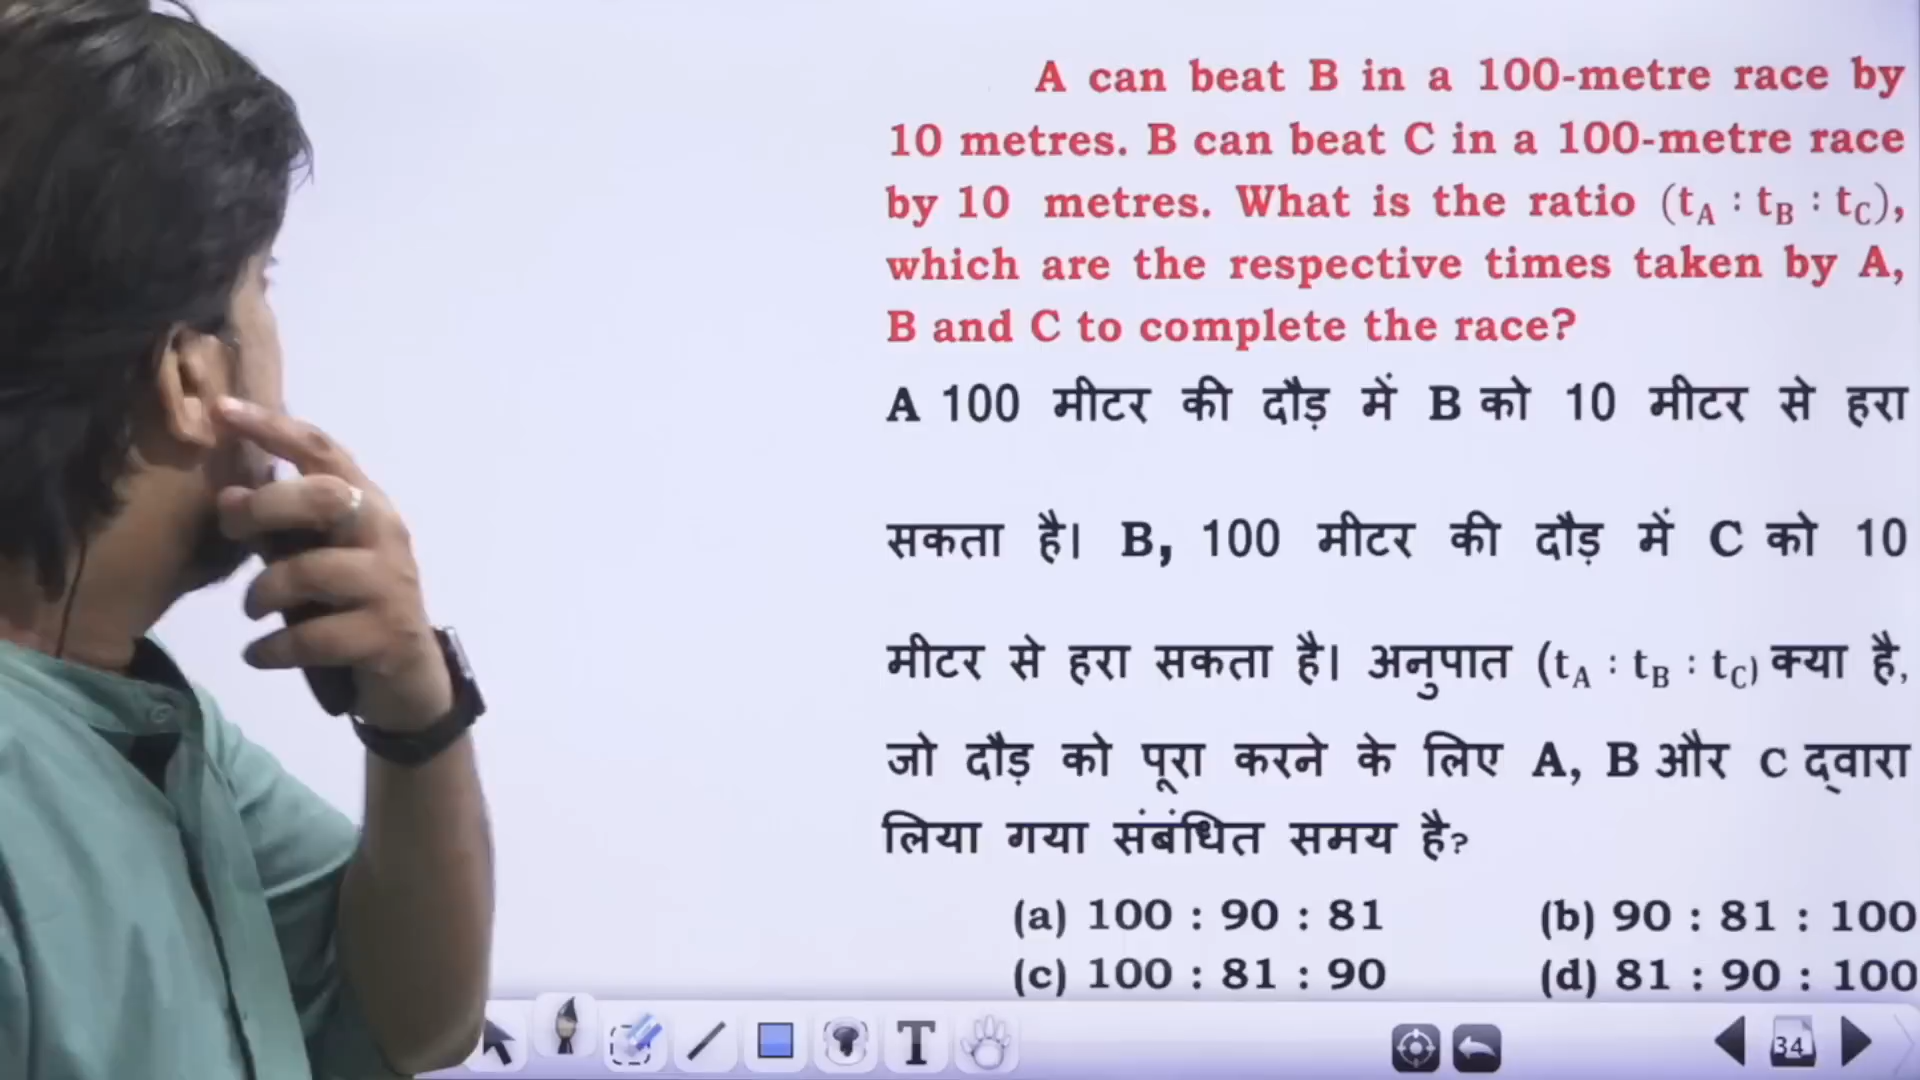 A can beat B in a 100-metre race by
10 metres. B can beat C in a 100-metre race
by 10 metres. What is the ratio (tA : tB : tC),
which are the respective times taken by A,
B and C to complete the race?
A 100 मीटर की दौड़ में B को 10 मीटर से हरा
सकता है। B, 100 मीटर की दौड़ में C को 10
मीटर से हरा सकता है। अनुपात (tA : tB : tC) क्या है,
जो दौड़ को पूरा करने के लिए A, B और C द्वारा
लिया गया संबंधित समय है?
(a) 100 : 90 : 81 (b) 90 : 81 : 100
(c) 100 : 81 : 90 (d) 81 : 90 : 100
T 34